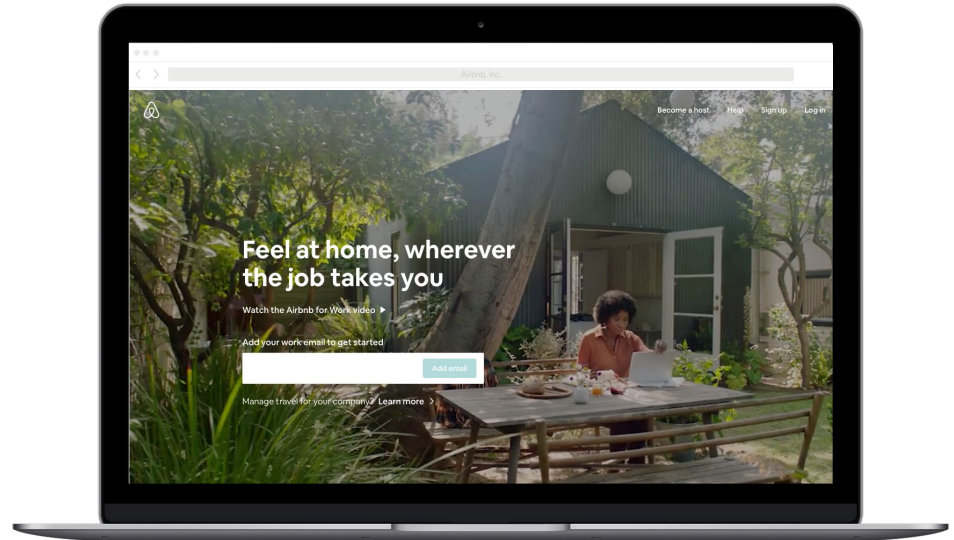 Airbnb, Inc.
Become a host Help Sign Up Log in
Feel at home, wherever
the job takes you
Watch the Airbnb for Work video
Add your work email to get started
Add email
Manage travel for your company? Learn more